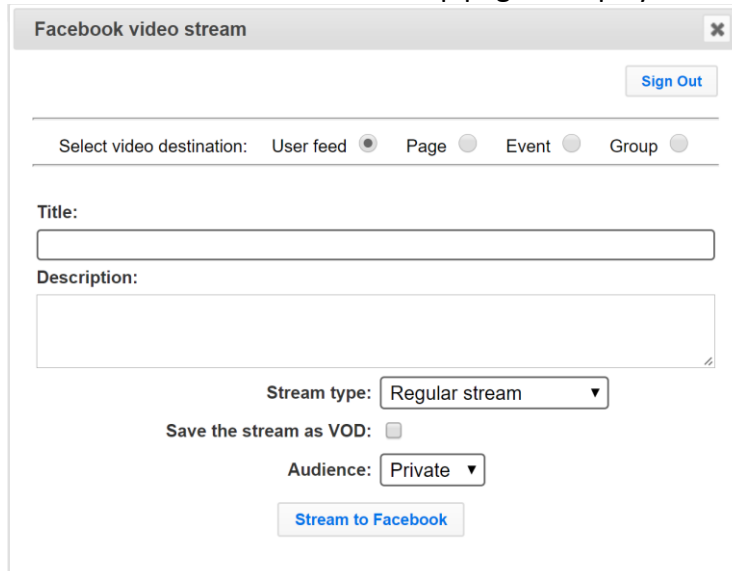 Facebook video stream
Sign Out
Select video destination: User feed Page Event Group
Title:
Description:
Stream type: Regular stream
Save the stream as VOD:
Audience: Private
Stream to Facebook